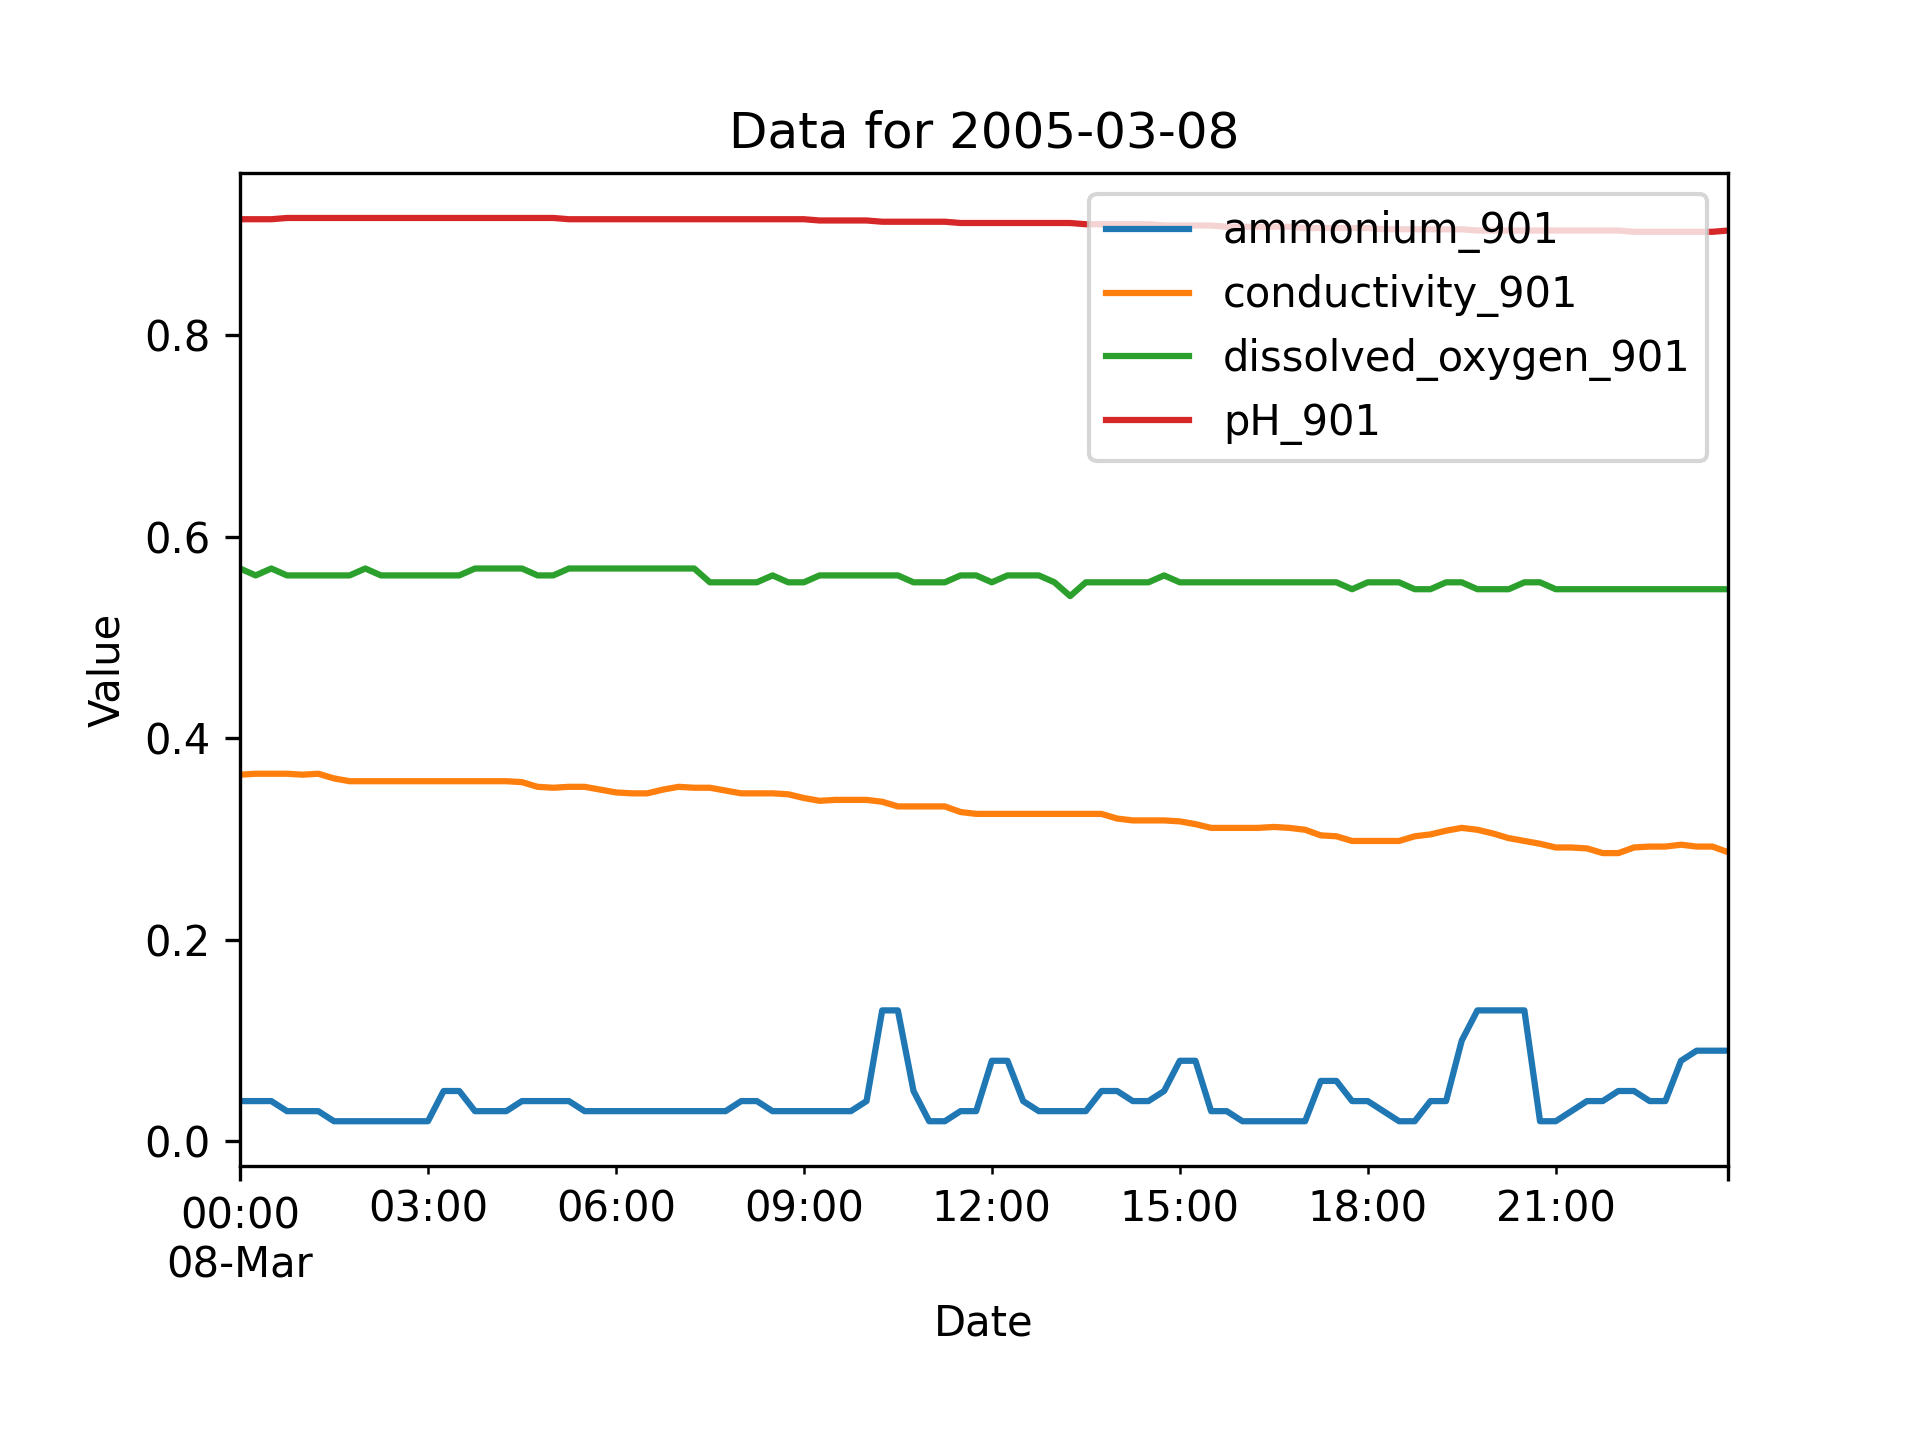 Data for 2005-03-08
ammonium_901
conductivity_901
dissolved_oxygen_901
pH_901
0.8
0.6
0.4
0.2
0.0
Value
00:00 03:00 06:00 09:00 12:00 15:00 18:00 21:00
08-Mar
Date